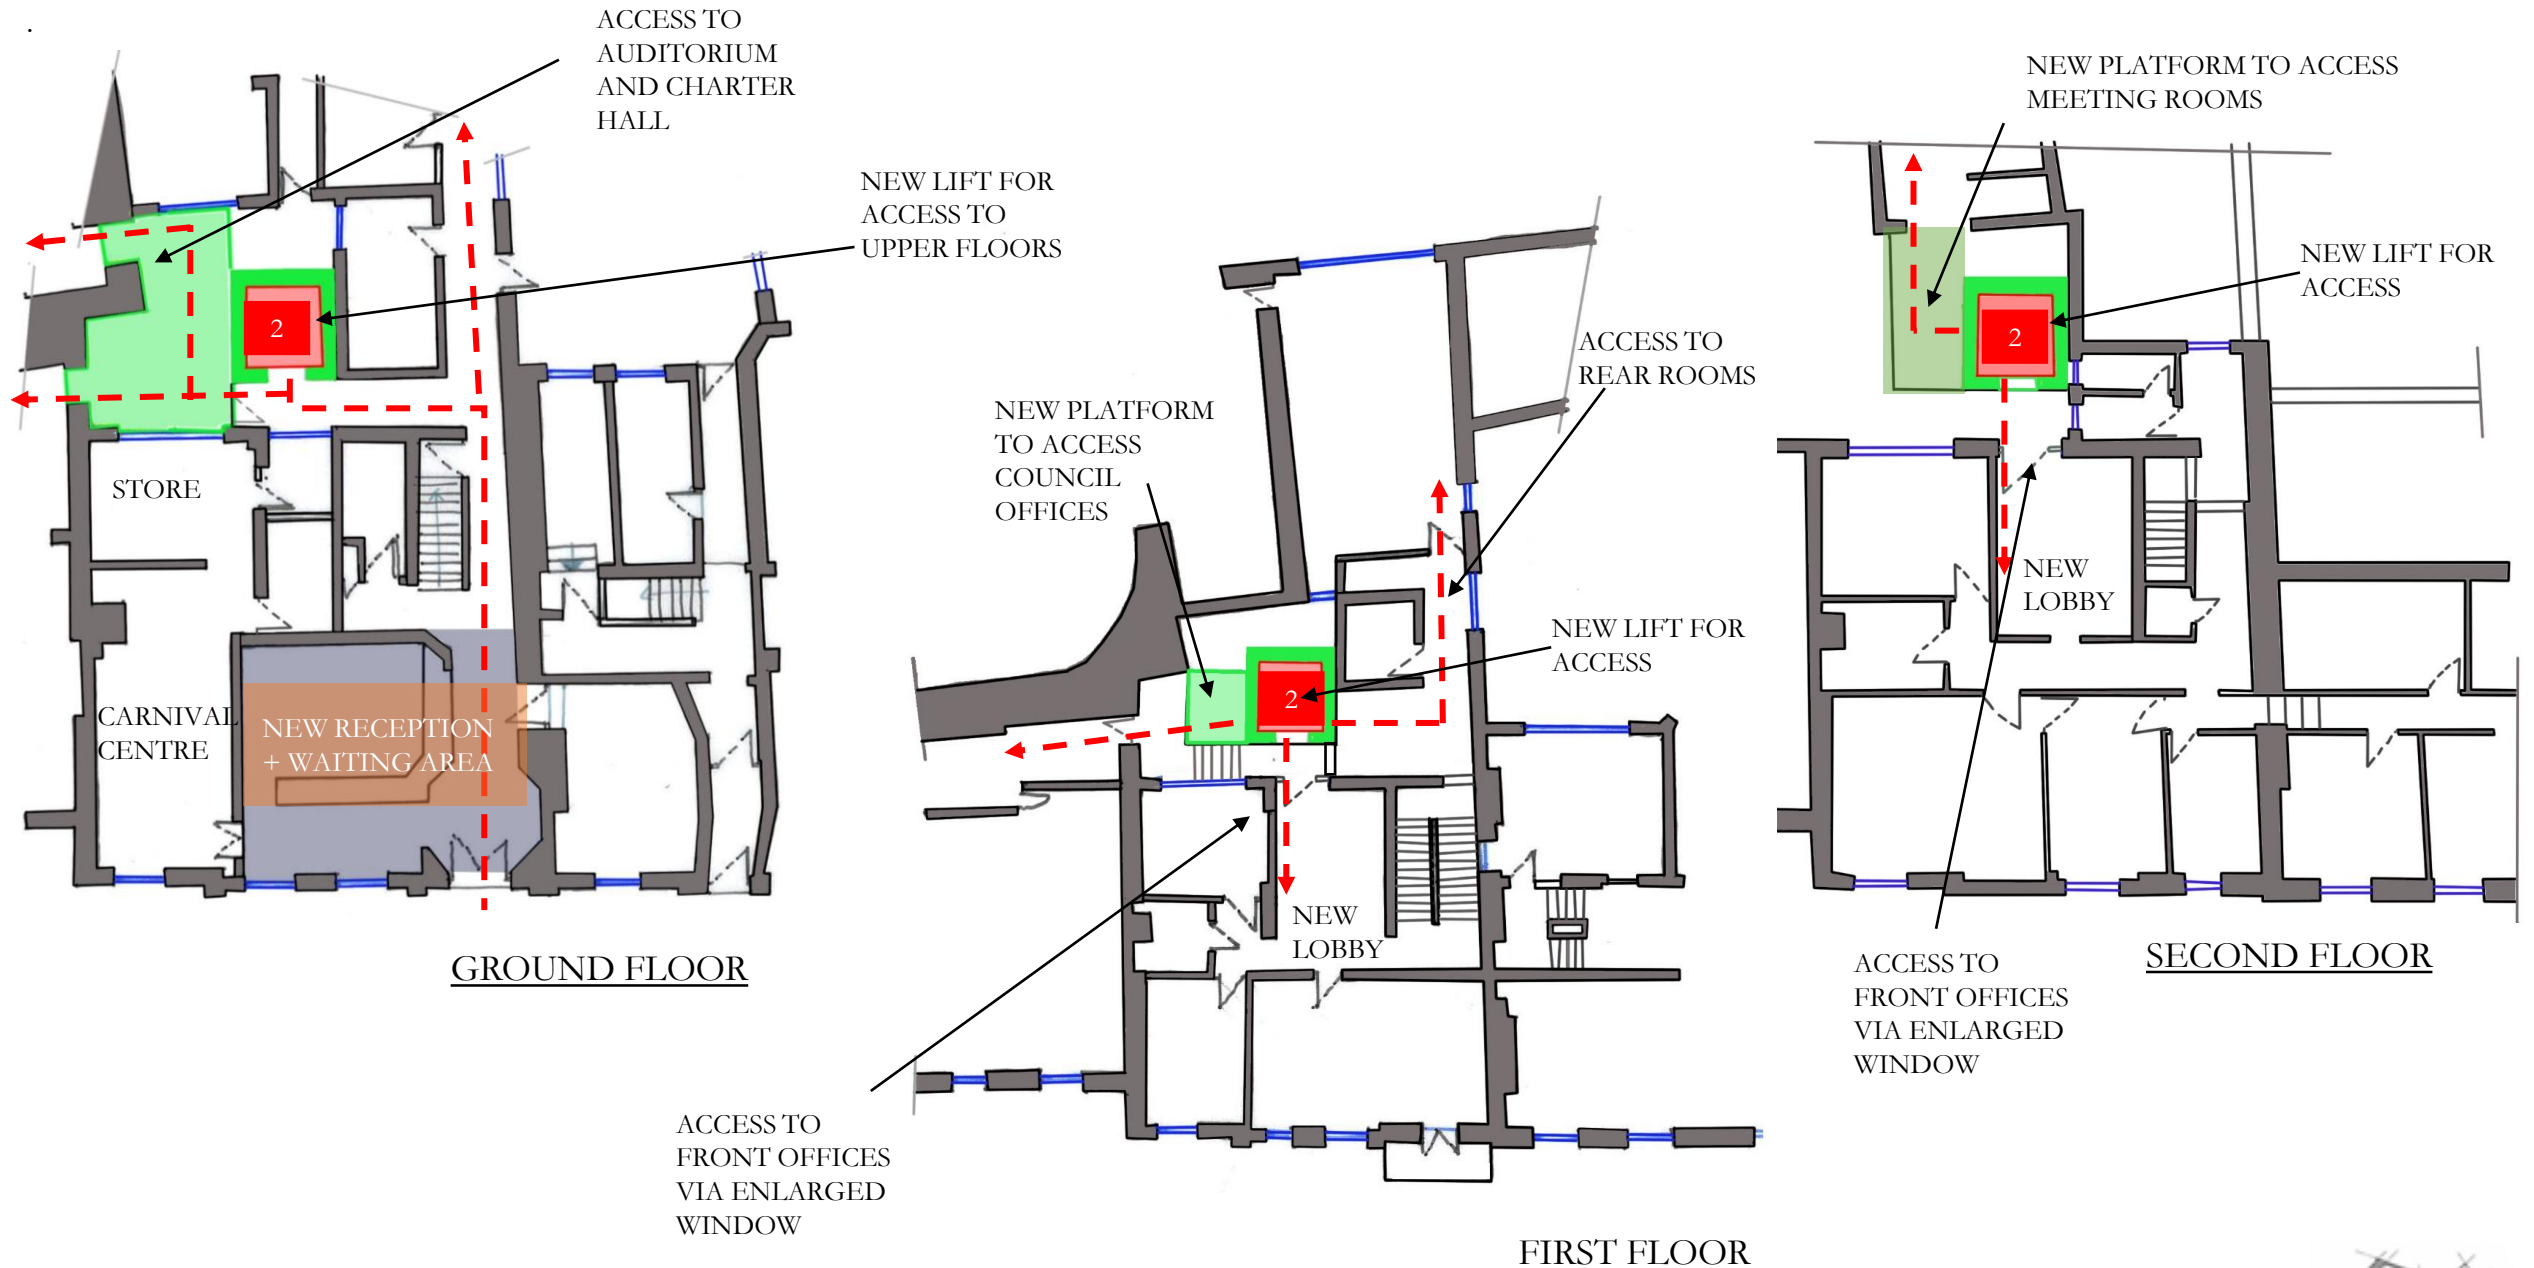 .
ACCESS TO
AUDITORIUM
AND CHARTER
HALL
NEW LIFT FOR
ACCESS TO
UPPER FLOORS
2
STORE
CARNIVAL
CENTRE
NEW RECEPTION
+ WAITING AREA
GROUND FLOOR
NEW PLATFORM
TO ACCESS
COUNCIL
OFFICES
ACCESS TO
REAR ROOMS
NEW LIFT FOR
ACCESS
2
NEW
LOBBY
ACCESS TO
FRONT OFFICES
VIA ENLARGED
WINDOW
FIRST FLOOR
NEW PLATFORM TO ACCESS
MEETING ROOMS
NEW LIFT FOR
ACCESS
2
NEW
LOBBY
ACCESS TO
FRONT OFFICES
VIA ENLARGED
WINDOW
SECOND FLOOR